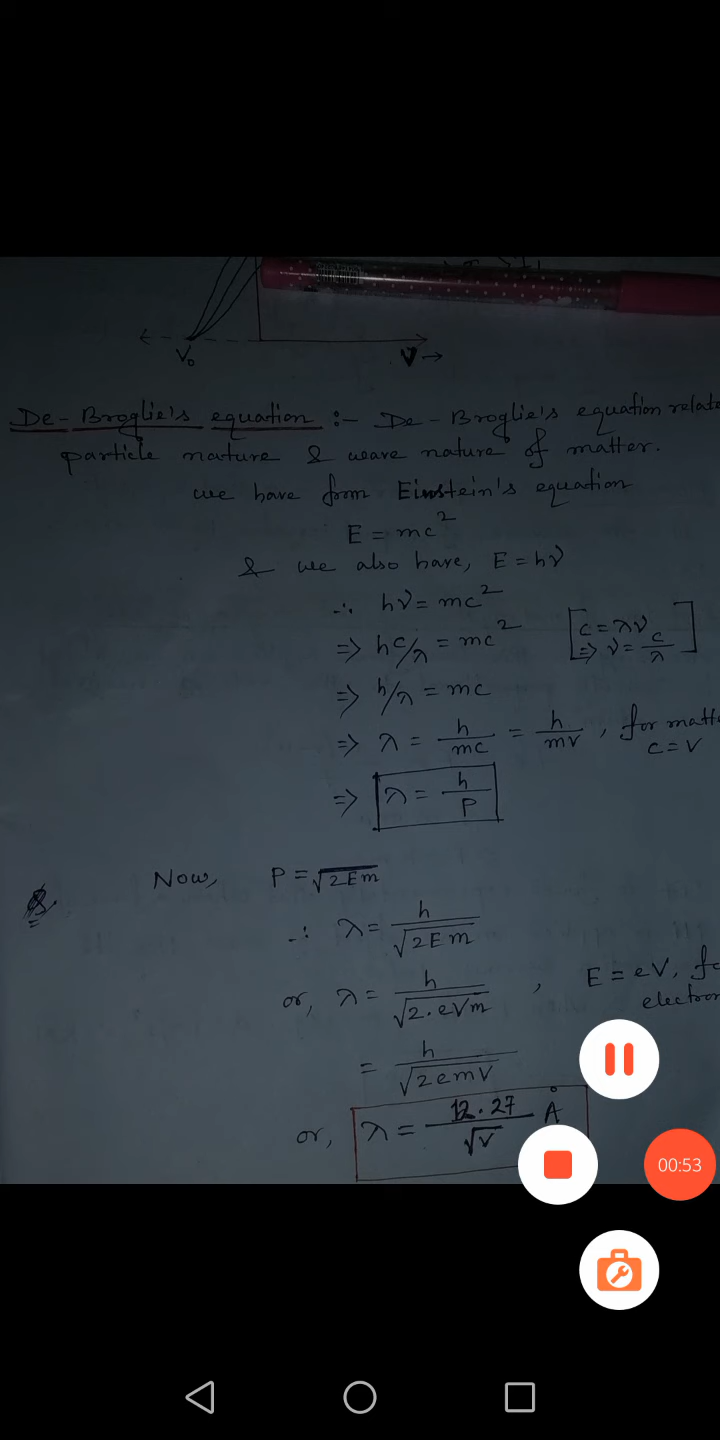 V₀
V →
De-Broglie's equation :- De-Broglie's equation relate
particle nature & wave nature of matter.
we have from Einstein's equation
E = mc²
& we also have, E = hν
∴ hν = mc²
⇒ hc/λ = mc² [c = λν
⇒ ν = c/λ]
⇒ h/λ = mc
⇒ λ = h/mc = h/mv , for matte
c = v
⇒ λ = h/P
Now, P = √2Em
∴ λ = h/√2Em
or, λ = h/√2.eVm , E = eV, fo
electron
= h/√2emV
or, λ = 12.27/√V Å
00:53